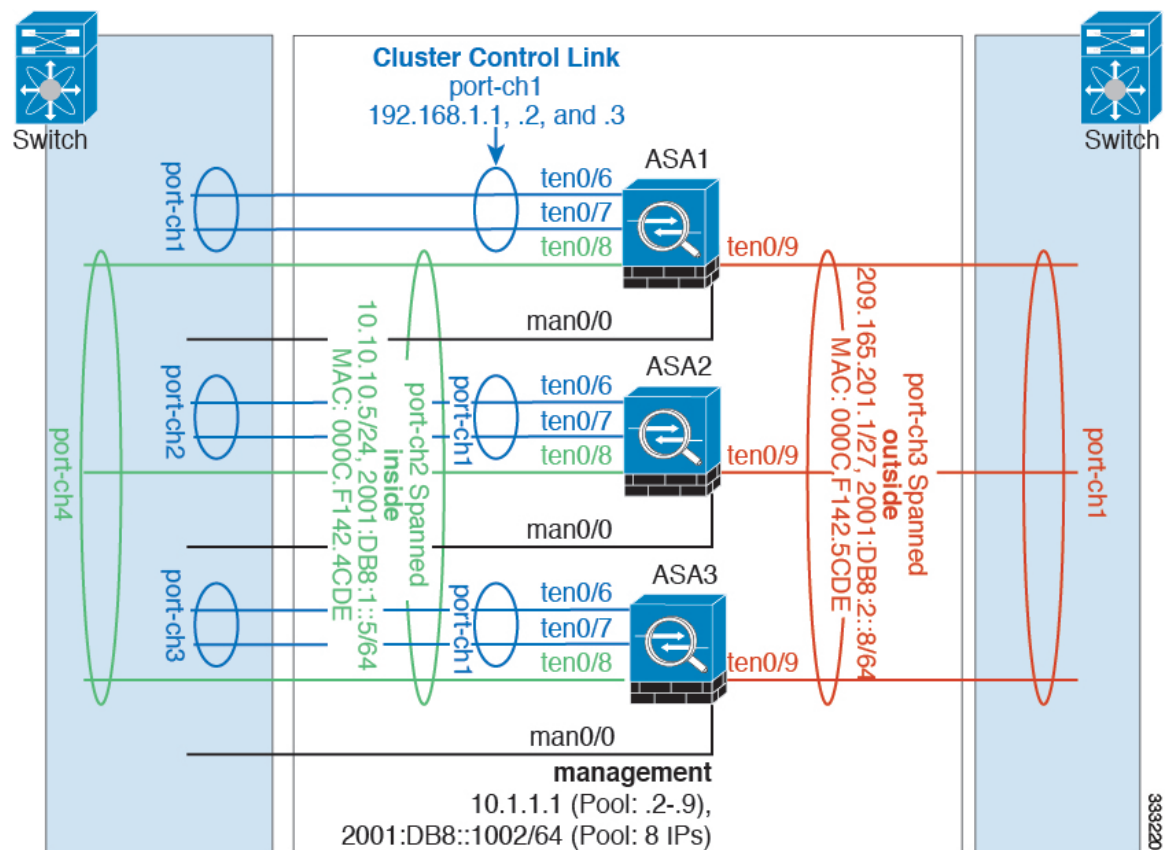 Switch
Switch
Cluster Control Link
port-ch1
192.168.1.1, .2, and .3
port-ch1
ASA1
ten0/6
ten0/7
ten0/8
ten0/9
man0/0
port-ch4
port-ch2
10.10.10.5/24, 2001:DB8:1::5/64
MAC: 000C.F142.4CDE
inside
port-ch2 Spanned
port-ch1
ASA2
ten0/6
ten0/7
ten0/8
ten0/9
man0/0
port-ch3 Spanned
outside
209.165.201.1/27, 2001:DB8:2::8/64
MAC: 000C.F142.5CDE
port-ch1
port-ch3
port-ch1
ASA3
ten0/6
ten0/7
ten0/8
ten0/9
man0/0
management
10.1.1.1 (Pool: .2-.9),
2001:DB8::1002/64 (Pool: 8 IPs)
333220